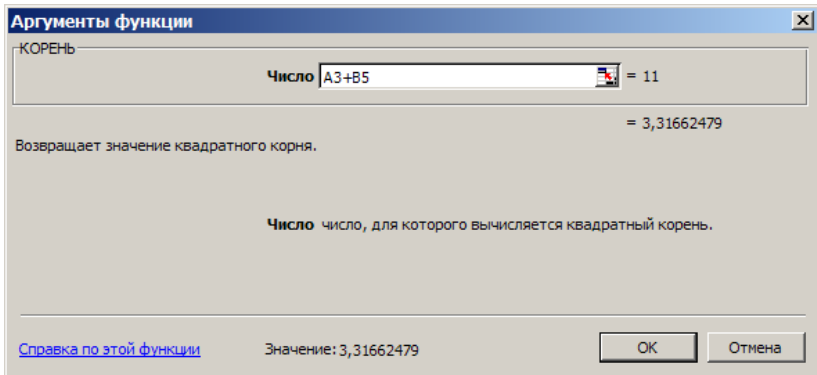 Аргументы функции
КОРЕНЬ
Число A3+B5 = 11
= 3,31662479
Возвращает значение квадратного корня.
Число число, для которого вычисляется квадратный корень.
Справка по этой функции Значение: 3,31662479 ОК Отмена